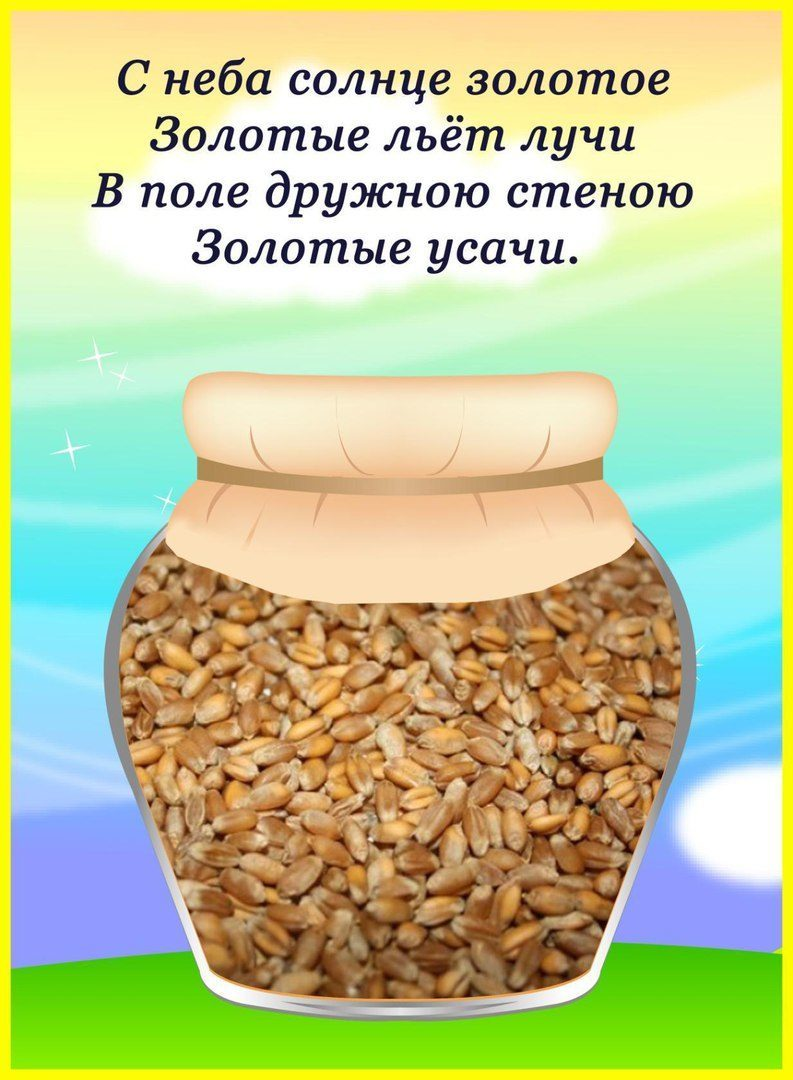 С неба солнце золотое
Золотые льёт лучи
В поле дружною стеною
Золотые усачи.